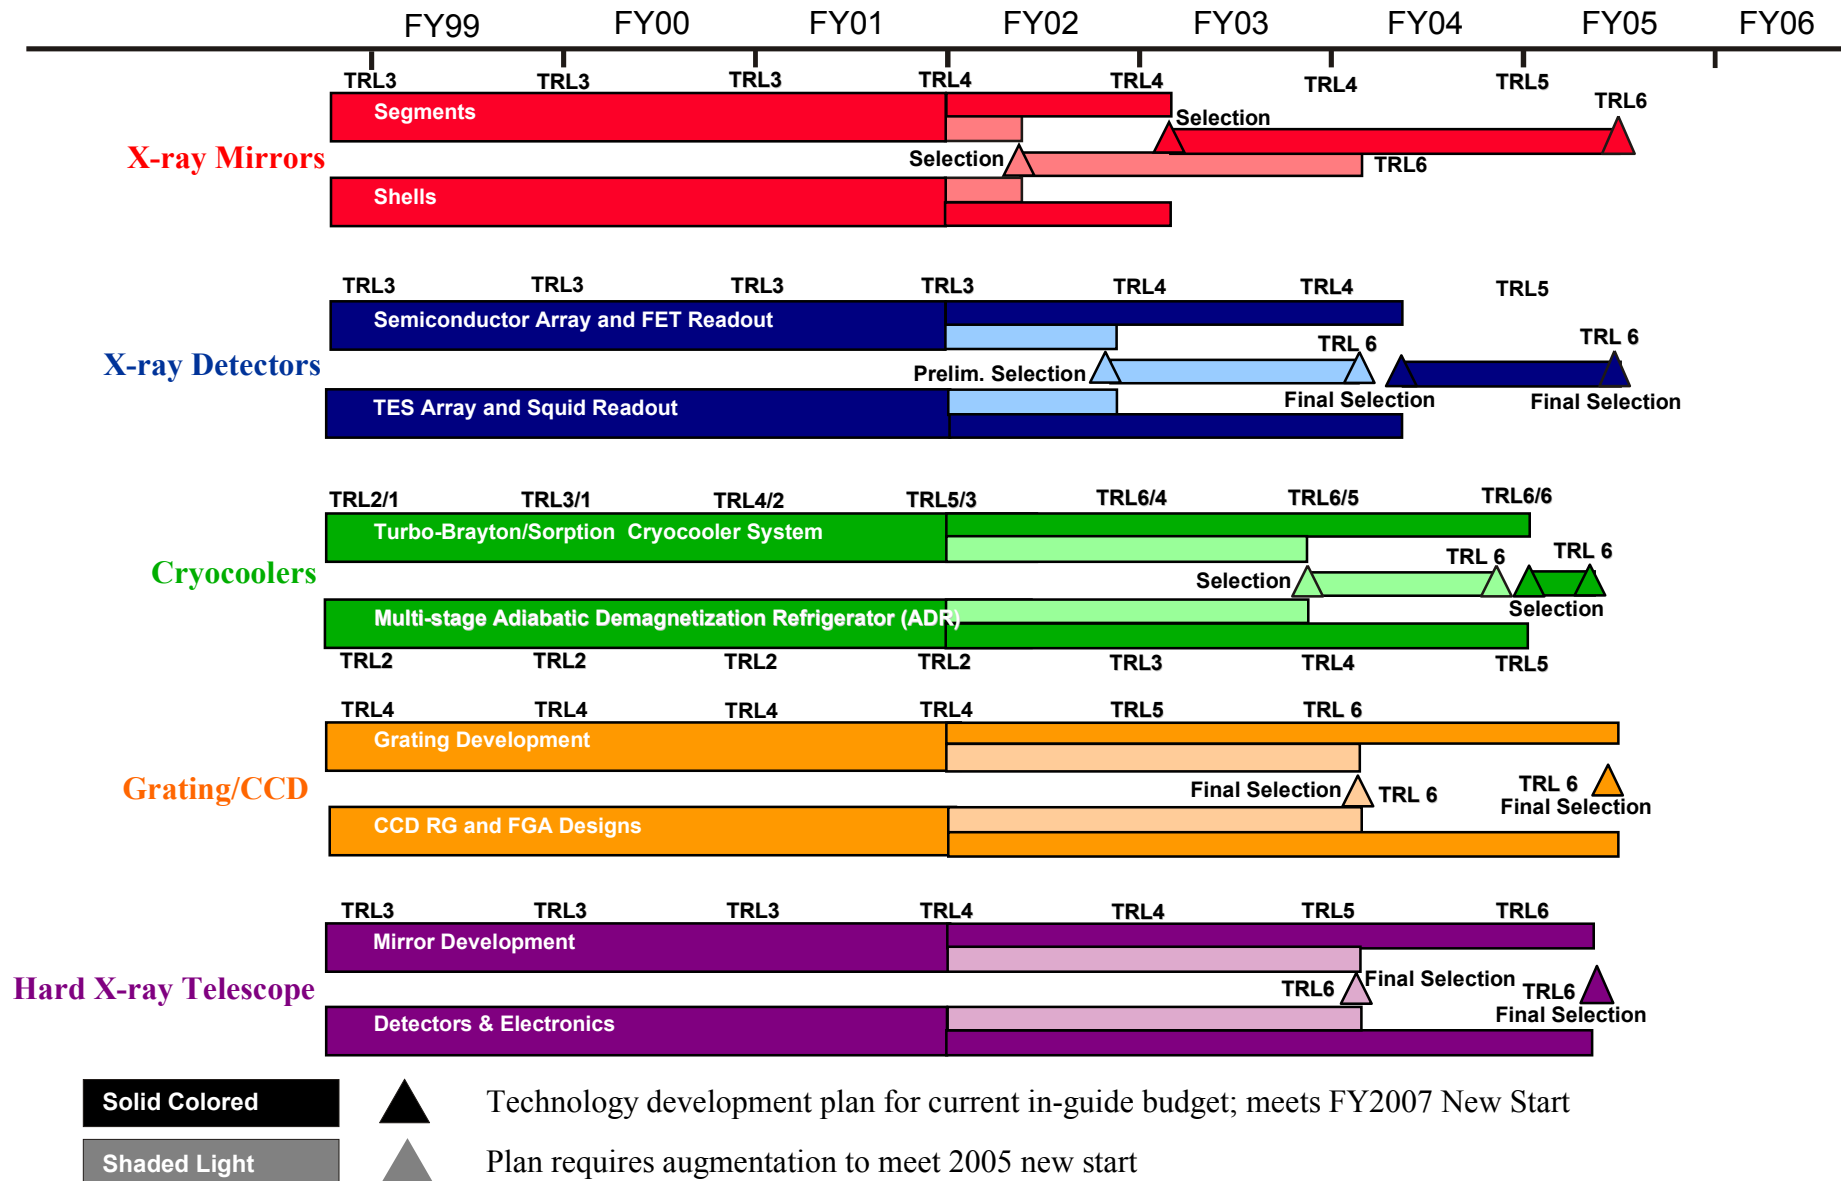 FY99 FY00 FY01 FY02 FY03 FY04 FY05 FY06
TRL3 TRL3 TRL3 TRL4 TRL4 TRL4 TRL5
TRL6
Segments
Selection
X-ray Mirrors
Selection
TRL6
Shells
TRL3 TRL3 TRL3 TRL3 TRL4 TRL4 TRL5
Semiconductor Array and FET Readout
TRL 6 TRL 6
X-ray Detectors
Prelim. Selection
Final Selection Final Selection
TES Array and Squid Readout
TRL2/1 TRL3/1 TRL4/2 TRL5/3 TRL6/4 TRL6/5 TRL6/6
Turbo-Brayton/Sorption Cryocooler System
TRL 6 TRL 6
Cryocoolers
Selection
Selection
Multi-stage Adiabatic Demagnetization Refrigerator (ADR)
TRL2 TRL2 TRL2 TRL2 TRL3 TRL4 TRL5
TRL4 TRL4 TRL4 TRL4 TRL5 TRL 6
Grating Development
Grating/CCD
Final Selection TRL 6 TRL 6
Final Selection
CCD RG and FGA Designs
TRL3 TRL3 TRL3 TRL4 TRL4 TRL5 TRL6
Mirror Development
Final Selection
Hard X-ray Telescope
TRL6 TRL6
Final Selection
Detectors & Electronics
Solid Colored Technology development plan for current in-guide budget; meets FY2007 New Start
Shaded Light Plan requires augmentation to meet 2005 new start